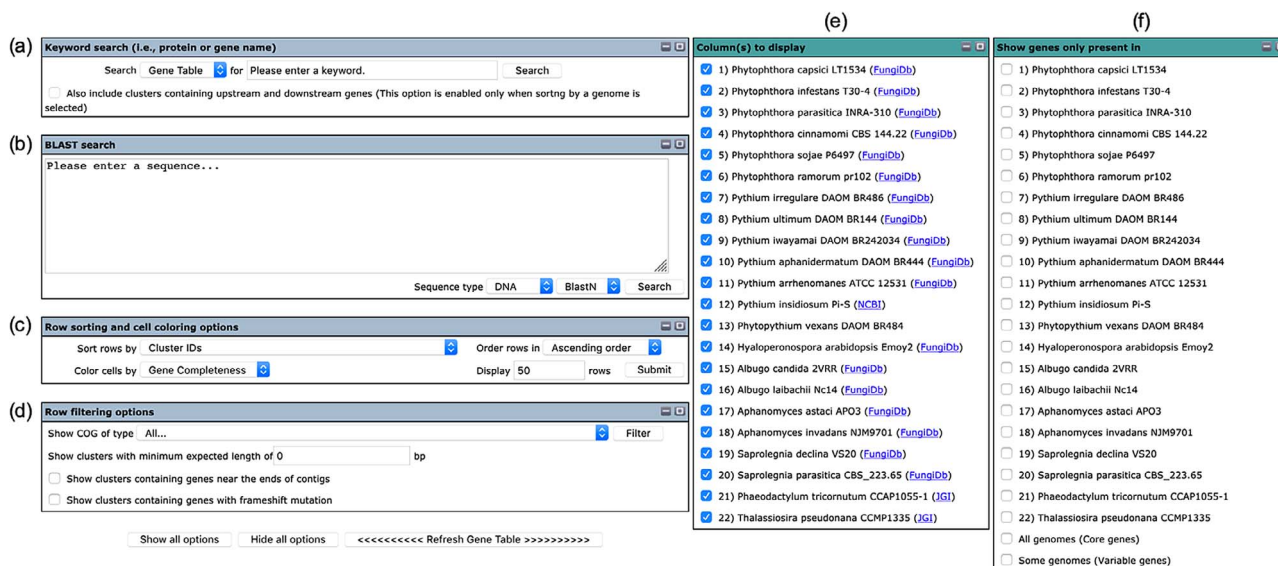 (a)
Keyword search (i.e., protein or gene name)
Search Gene Table for Please enter a keyword. Search
Also include clusters containing upstream and downstream genes (This option is enabled only when sortng by a genome is
selected)
(b)
BLAST search
Please enter a sequence...
Sequence type DNA BlastN Search
(c)
Row sorting and cell coloring options
Sort rows by Cluster IDs Order rows in Ascending order
Color cells by Gene Completeness Display 50 rows Submit
(d)
Row filtering options
Show COG of type All... Filter
Show clusters with minimum expected length of 0 bp
Show clusters containing genes near the ends of contigs
Show clusters containing genes with frameshift mutation
Show all options Hide all options <<<<<<<<<< Refresh Gene Table >>>>>>>>>>
(e)
Column(s) to display
1) Phytophthora capsici LT1534 (FungiDb)
2) Phytophthora infestans T30-4 (FungiDb)
3) Phytophthora parasitica INRA-310 (FungiDb)
4) Phytophthora cinnamomi CBS 144.22 (FungiDb)
5) Phytophthora sojae P6497 (FungiDb)
6) Phytophthora ramorum pr102 (FungiDb)
7) Pythium irregulare DAOM BR486 (FungiDb)
8) Pythium ultimum DAOM BR144 (FungiDb)
9) Pythium iwayamai DAOM BR242034 (FungiDb)
10) Pythium aphanidermatum DAOM BR444 (FungiDb)
11) Pythium arrhenomanes ATCC 12531 (FungiDb)
12) Pythium insidiosum Pi-S (NCBI)
13) Phytopythium vexans DAOM BR484
14) Hyaloperonospora arabidopsis Emoy2 (FungiDb)
15) Albugo candida 2VRR (FungiDb)
16) Albugo laibachii Nc14 (FungiDb)
17) Aphanomyces astaci APO3 (FungiDb)
18) Aphanomyces invadans NJM9701 (FungiDb)
19) Saprolegnia declina VS20 (FungiDb)
20) Saprolegnia parasitica CBS_223.65 (FungiDb)
21) Phaeodactylum tricornutum CCAP1055-1 (JGI)
22) Thalassiosira pseudonana CCMP1335 (JGI)
(f)
Show genes only present in
1) Phytophthora capsici LT1534
2) Phytophthora infestans T30-4
3) Phytophthora parasitica INRA-310
4) Phytophthora cinnamomi CBS 144.22
5) Phytophthora sojae P6497
6) Phytophthora ramorum pr102
7) Pythium irregulare DAOM BR486
8) Pythium ultimum DAOM BR144
9) Pythium iwayamai DAOM BR242034
10) Pythium aphanidermatum DAOM BR444
11) Pythium arrhenomanes ATCC 12531
12) Pythium insidiosum Pi-S
13) Phytopythium vexans DAOM BR484
14) Hyaloperonospora arabidopsis Emoy2
15) Albugo candida 2VRR
16) Albugo laibachii Nc14
17) Aphanomyces astaci APO3
18) Aphanomyces invadans NJM9701
19) Saprolegnia declina VS20
20) Saprolegnia parasitica CBS_223.65
21) Phaeodactylum tricornutum CCAP1055-1
22) Thalassiosira pseudonana CCMP1335
All genomes (Core genes)
Some genomes (Variable genes)